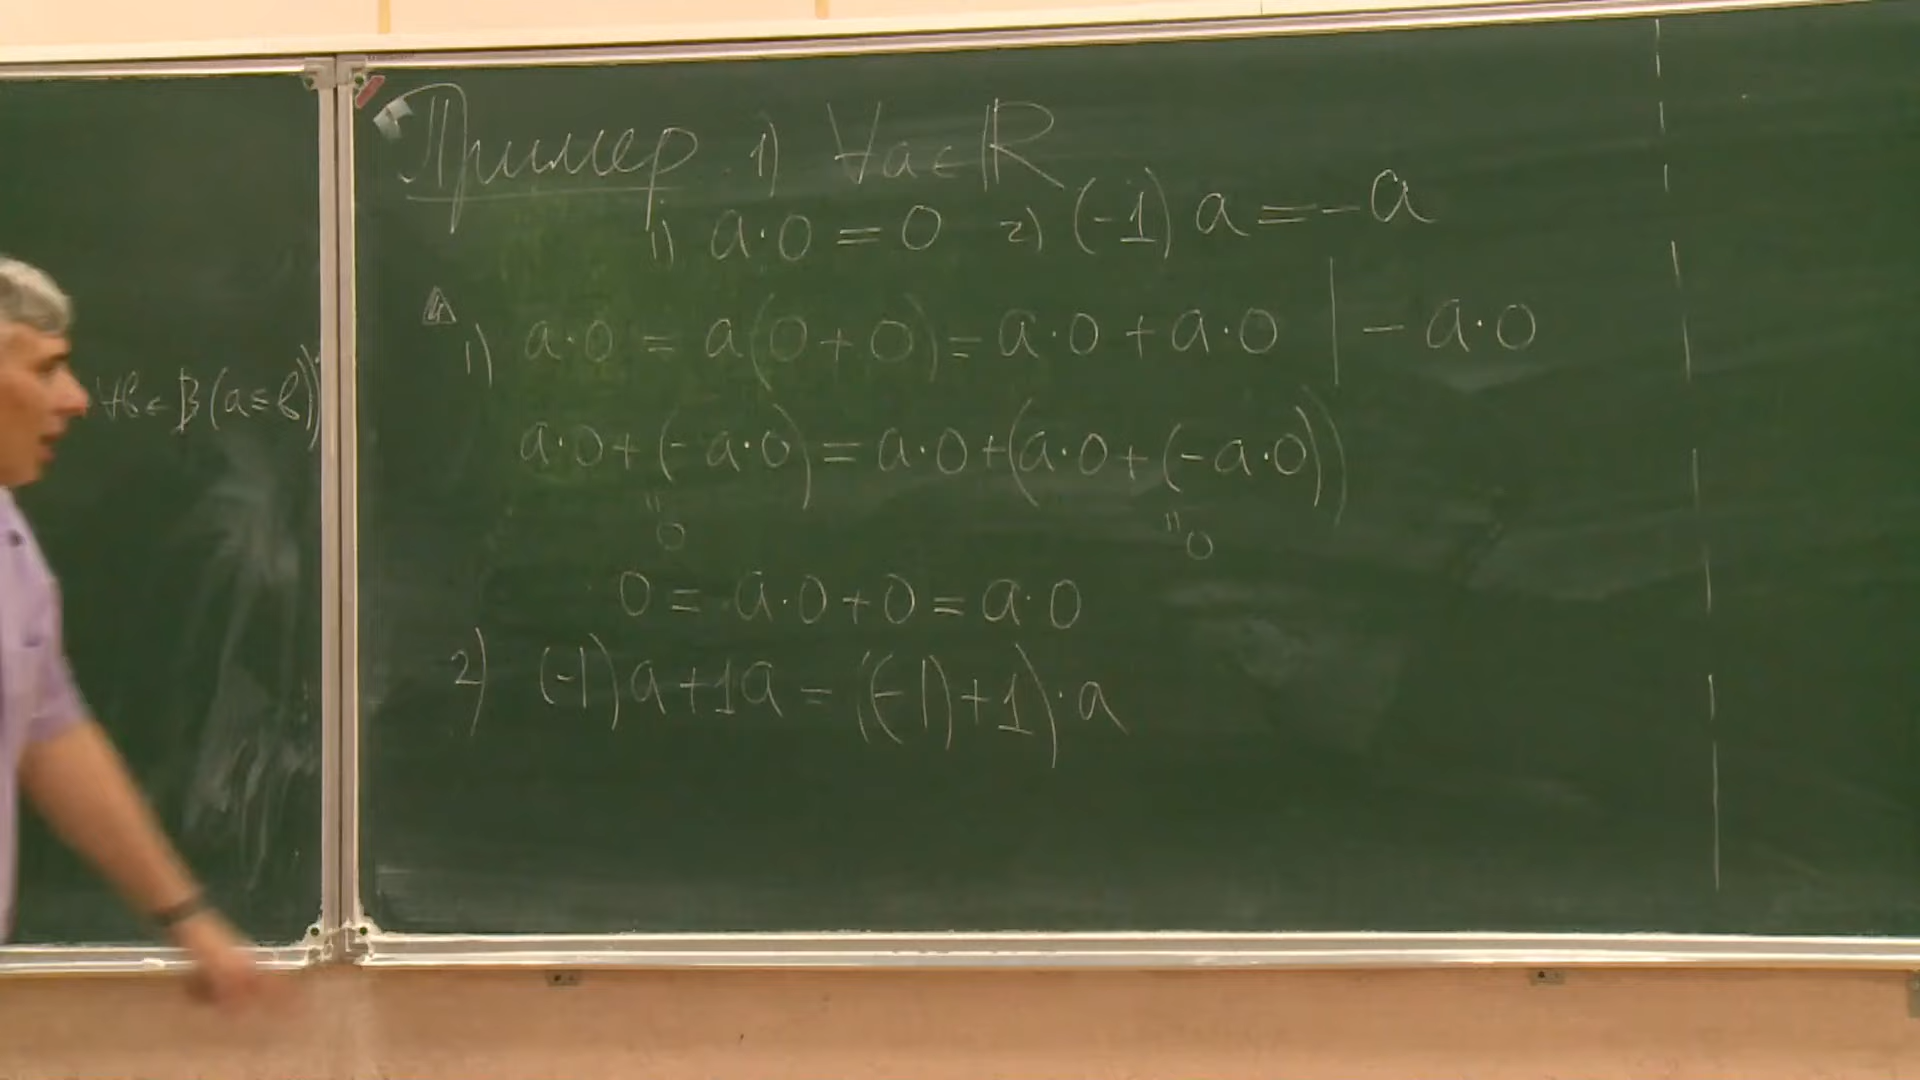 ∀b∈B(a≤b))
Пример. 1) ∀a∈ℝ
1) a·0=0 2) (-1)a=-a
1) a·0=a(0+0)=a·0+a·0 | -a·0
a·0+(-a·0)=a·0+(a·0+(-a·0))
"0 "0
0=a·0+0=a·0
2) (-1)a+1a=((-1)+1)·a